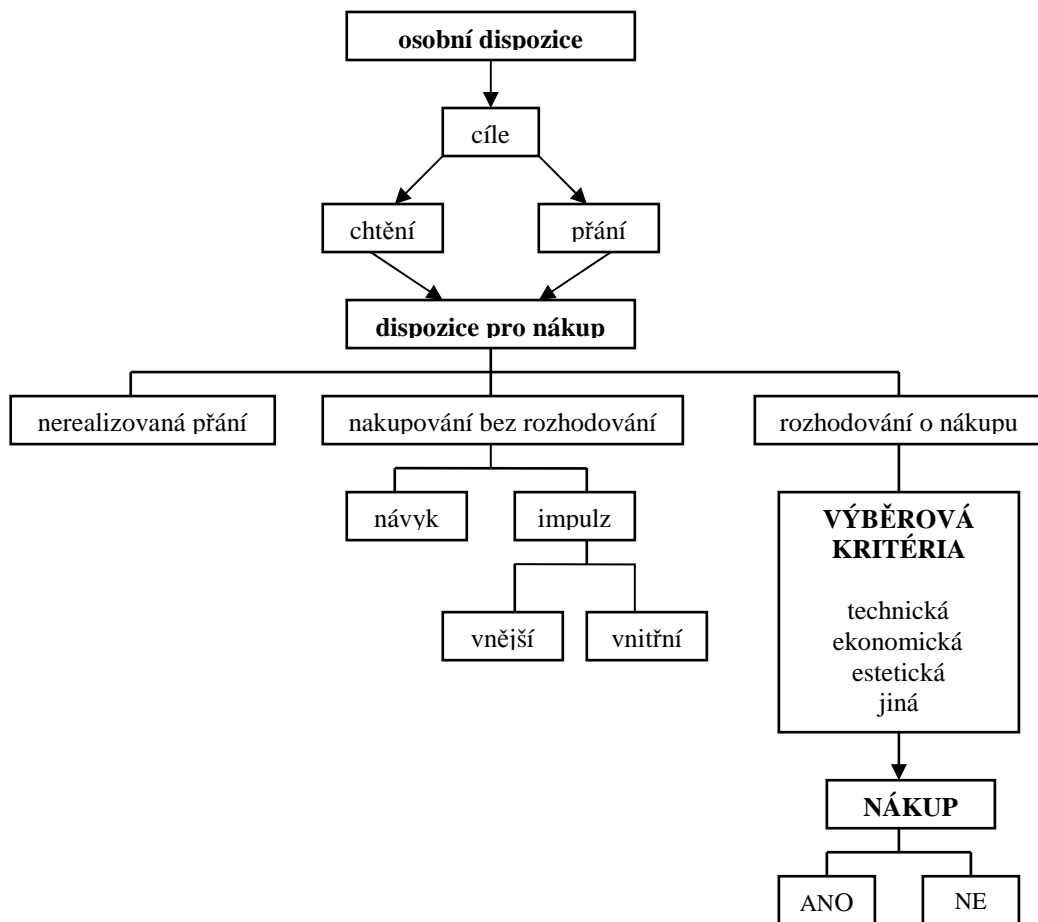 osobní dispozice
cíle
chtění
přání
dispozice pro nákup
nerealizovaná přání
nakupování bez rozhodování
rozhodování o nákupu
návyk
impulz
VÝBĚROVÁ
KRITÉRIA
technická
ekonomická
estetická
jiná
vnější
vnitřní
NÁKUP
ANO
NE